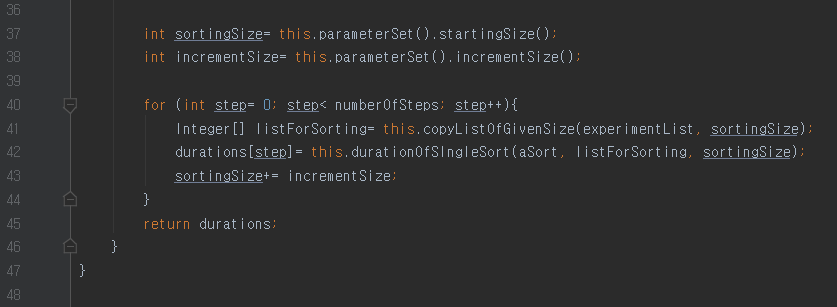 36
37 int sortingSize= this.parameterSet().startingSize();
38 int incrementSize= this.parameterSet().incrementSize();
39
40 for (int step= 0; step< numberOfSteps; step++){
41 Integer[] listForSorting= this.copyListOfGivenSize(experimentList, sortingSize);
42 durations[step]= this.durationOfSIngleSort(aSort, listForSorting, sortingSize);
43 sortingSize+= incrementSize;
44 }
45 return durations;
46 }
47 }
48